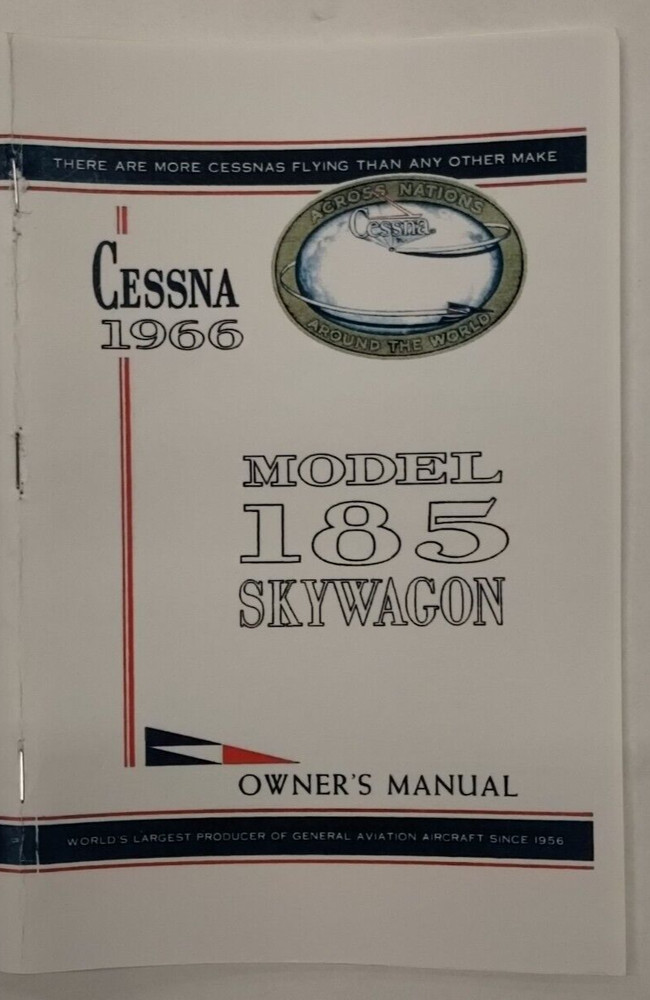 THERE ARE MORE CESSNAS FLYING THAN ANY OTHER MAKE
ACROSS NATIONS
Cessna
AROUND THE WORLD
CESSNA
1966
MODEL
185
SKYWAGON
OWNER'S MANUAL
WORLD'S LARGEST PRODUCER OF GENERAL AVIATION AIRCRAFT SINCE 1956